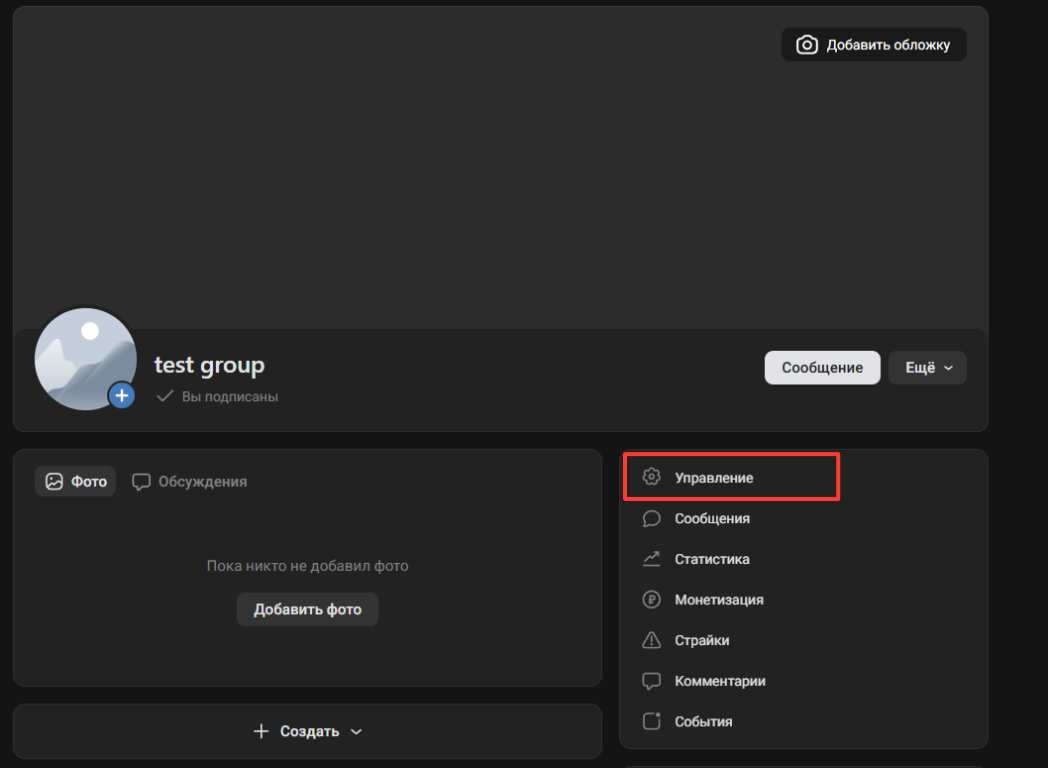 Добавить обложку
test group
Вы подписаны
Сообщение
Ещё
Фото
Обсуждения
Пока никто не добавил фото
Добавить фото
Создать
Управление
Сообщения
Статистика
Монетизация
Страйки
Комментарии
События